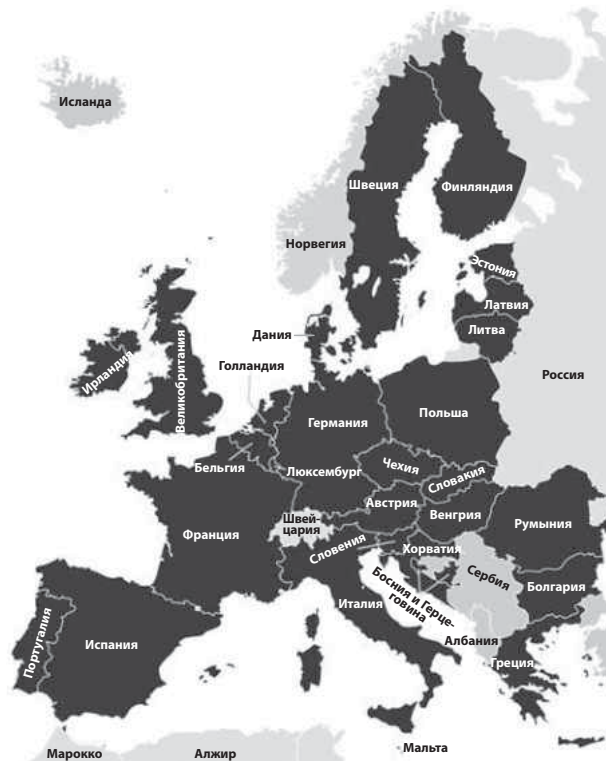 Исланда
Швеция
Финляндия
Норвегия
Эстония
Латвия
Дания
Литва
Ирландия
Великобритания
Голландия
Россия
Германия
Польша
Бельгия
Люксембург
Чехия
Словакия
Австрия
Венгрия
Румыния
Франция
Швей-
цария
Словения
Хорватия
Сербия
Босния и Герце-
говина
Болгария
Италия
Португалия
Испания
Албания
Греция
Марокко
Алжир
Мальта